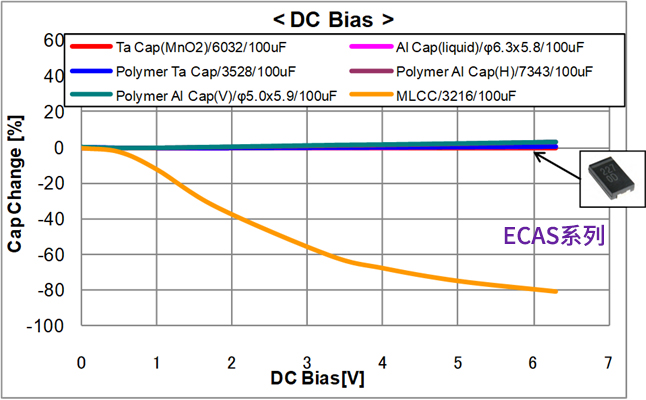 < DC Bias >
Ta Cap(MnO2)/6032/100uF
Al Cap(liquid)/φ6.3x5.8/100uF
Polymer Ta Cap/3528/100uF
Polymer Al Cap(H)/7343/100uF
Polymer Al Cap(V)/φ5.0x5.9/100uF
MLCC/3216/100uF
60
40
20
0
-20
-40
-60
-80
-100
Cap Change [%]
ECAS系列
0 1 2 3 4 5 6 7
DC Bias[V]